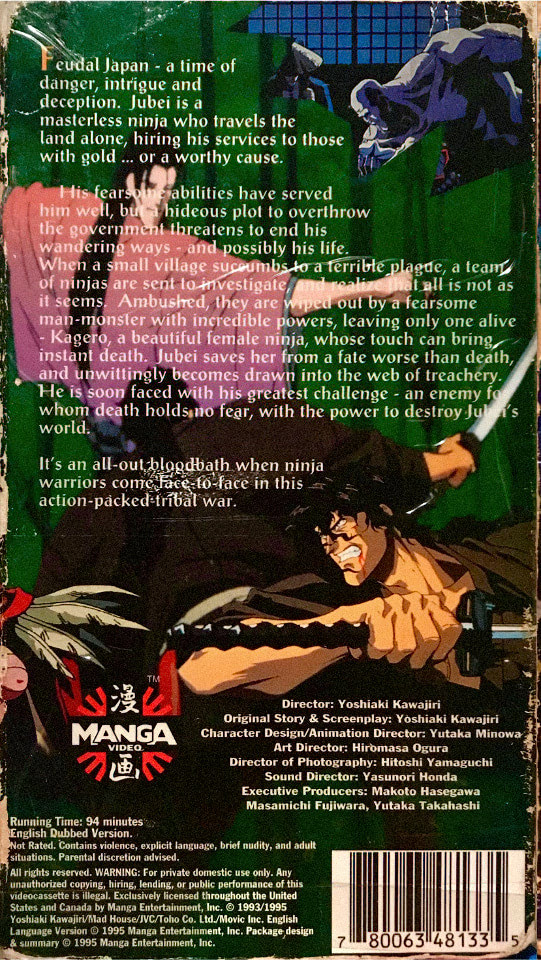 Feudal Japan - a time of
danger, intrigue and
deception. Jubei is a
masterless ninja who travels the
land alone, hiring his services to those
with gold ... or a worthy cause.
His fearsome abilities have served
him well, but a hideous plot to overthrow
the government threatens to end his
wandering ways - and possibly his life.
When a small village succumbs to a terrible plague, a team
of ninjas are sent to investigate, and realize that all is not as
it seems. Ambushed, they are wiped out by a fearsome
man-monster with incredible powers, leaving only one alive
- Kagero, a beautiful female ninja, whose touch can bring
instant death. Jubei saves her from a fate worse than death,
and unwittingly becomes drawn into the web of treachery.
He is soon faced with his greatest challenge - an enemy for
whom death holds no fear, with the power to destroy Jubei's
world.
It's an all-out bloodbath when ninja
warriors come face-to-face in this
action-packed tribal war.
TM
漫
MANGA
VIDEO
画
Director: Yoshiaki Kawajiri
Original Story & Screenplay: Yoshiaki Kawajiri
Character Design/Animation Director: Yutaka Minowa
Art Director: Hiromasa Ogura
Director of Photography: Hitoshi Yamaguchi
Sound Director: Yasunori Honda
Executive Producers: Makoto Hasegawa
Masamichi Fujiwara, Yutaka Takahashi
Running Time: 94 minutes
English Dubbed Version.
Not Rated. Contains violence, explicit language, brief nudity, and adult
situations. Parental discretion advised.
All rights reserved. WARNING: For private domestic use only. Any
unauthorized copying, hiring, lending, or public performance of this
videocassette is illegal. Exclusively licensed throughout the United
States and Canada by Manga Entertainment, Inc. © 1993/1995
Yoshiaki Kawajiri/Mad House/JVC/Toho Co. Ltd./Movic Inc. English
Language Version © 1995 Manga Entertainment, Inc. Package design
& summary © 1995 Manga Entertainment, Inc.
7 80063 48133 5